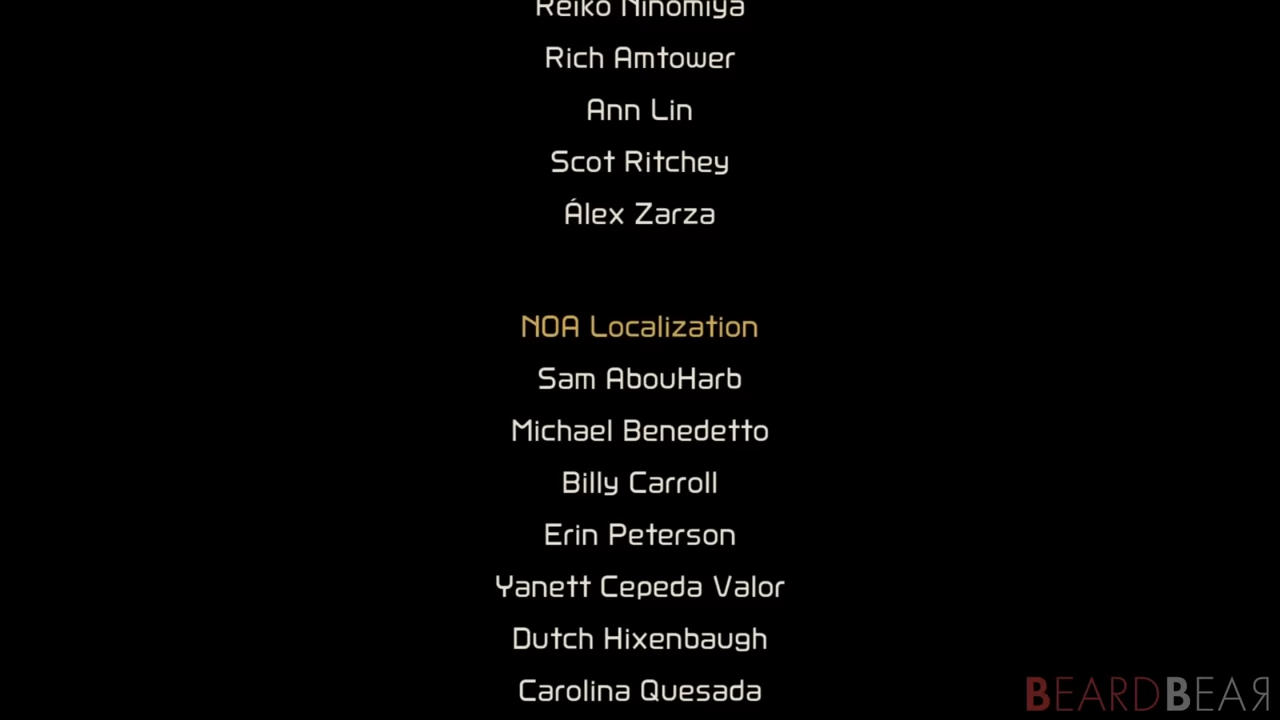 Reiko Ninomiya
Rich Amtower
Ann Lin
Scot Ritchey
Álex Zarza
NOA Localization
Sam AbouHarb
Michael Benedetto
Billy Carroll
Erin Peterson
Yanett Cepeda Valor
Dutch Hixenbaugh
Carolina Quesada
BEARDBEAR